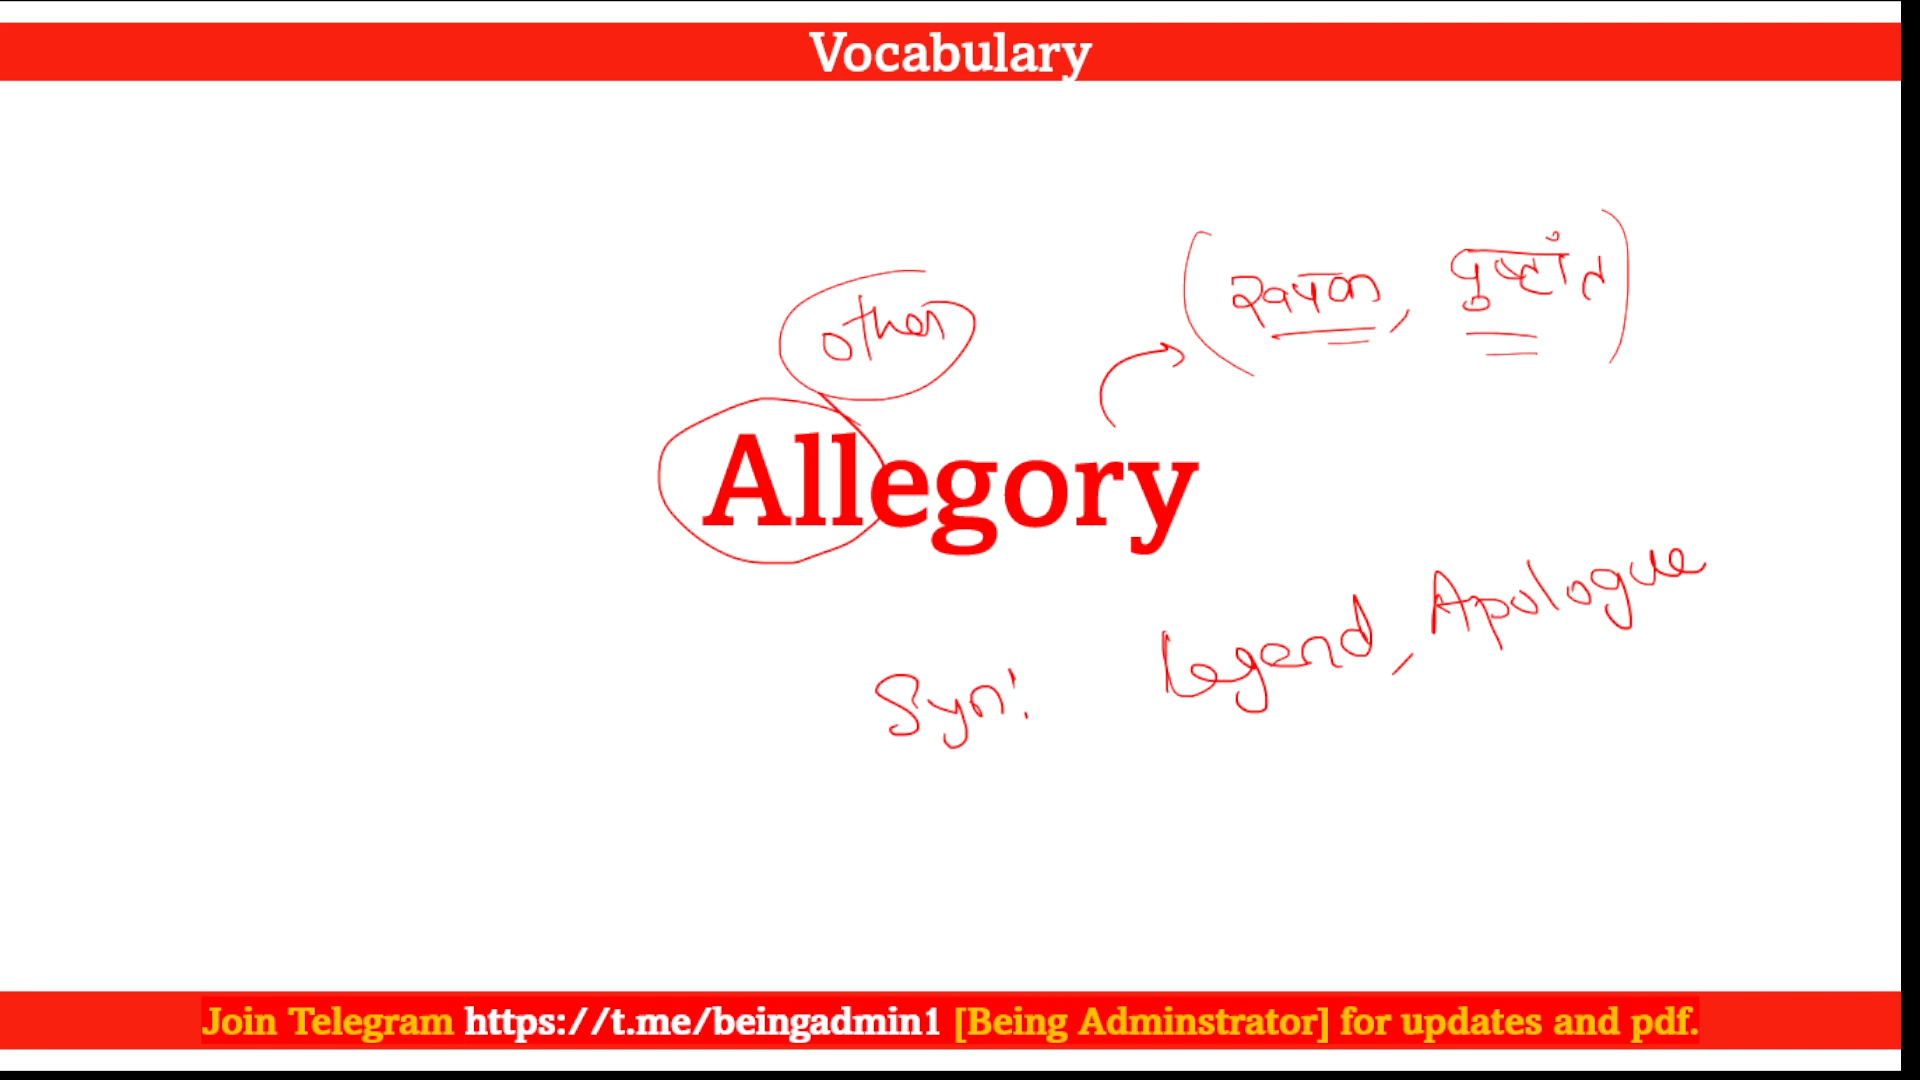 Vocabulary
other
(रूपक, दृष्टांत)
Allegory
Syn: Legend, Apologue
Join Telegram https://t.me/beingadmin1 [Being Adminstrator] for updates and pdf.